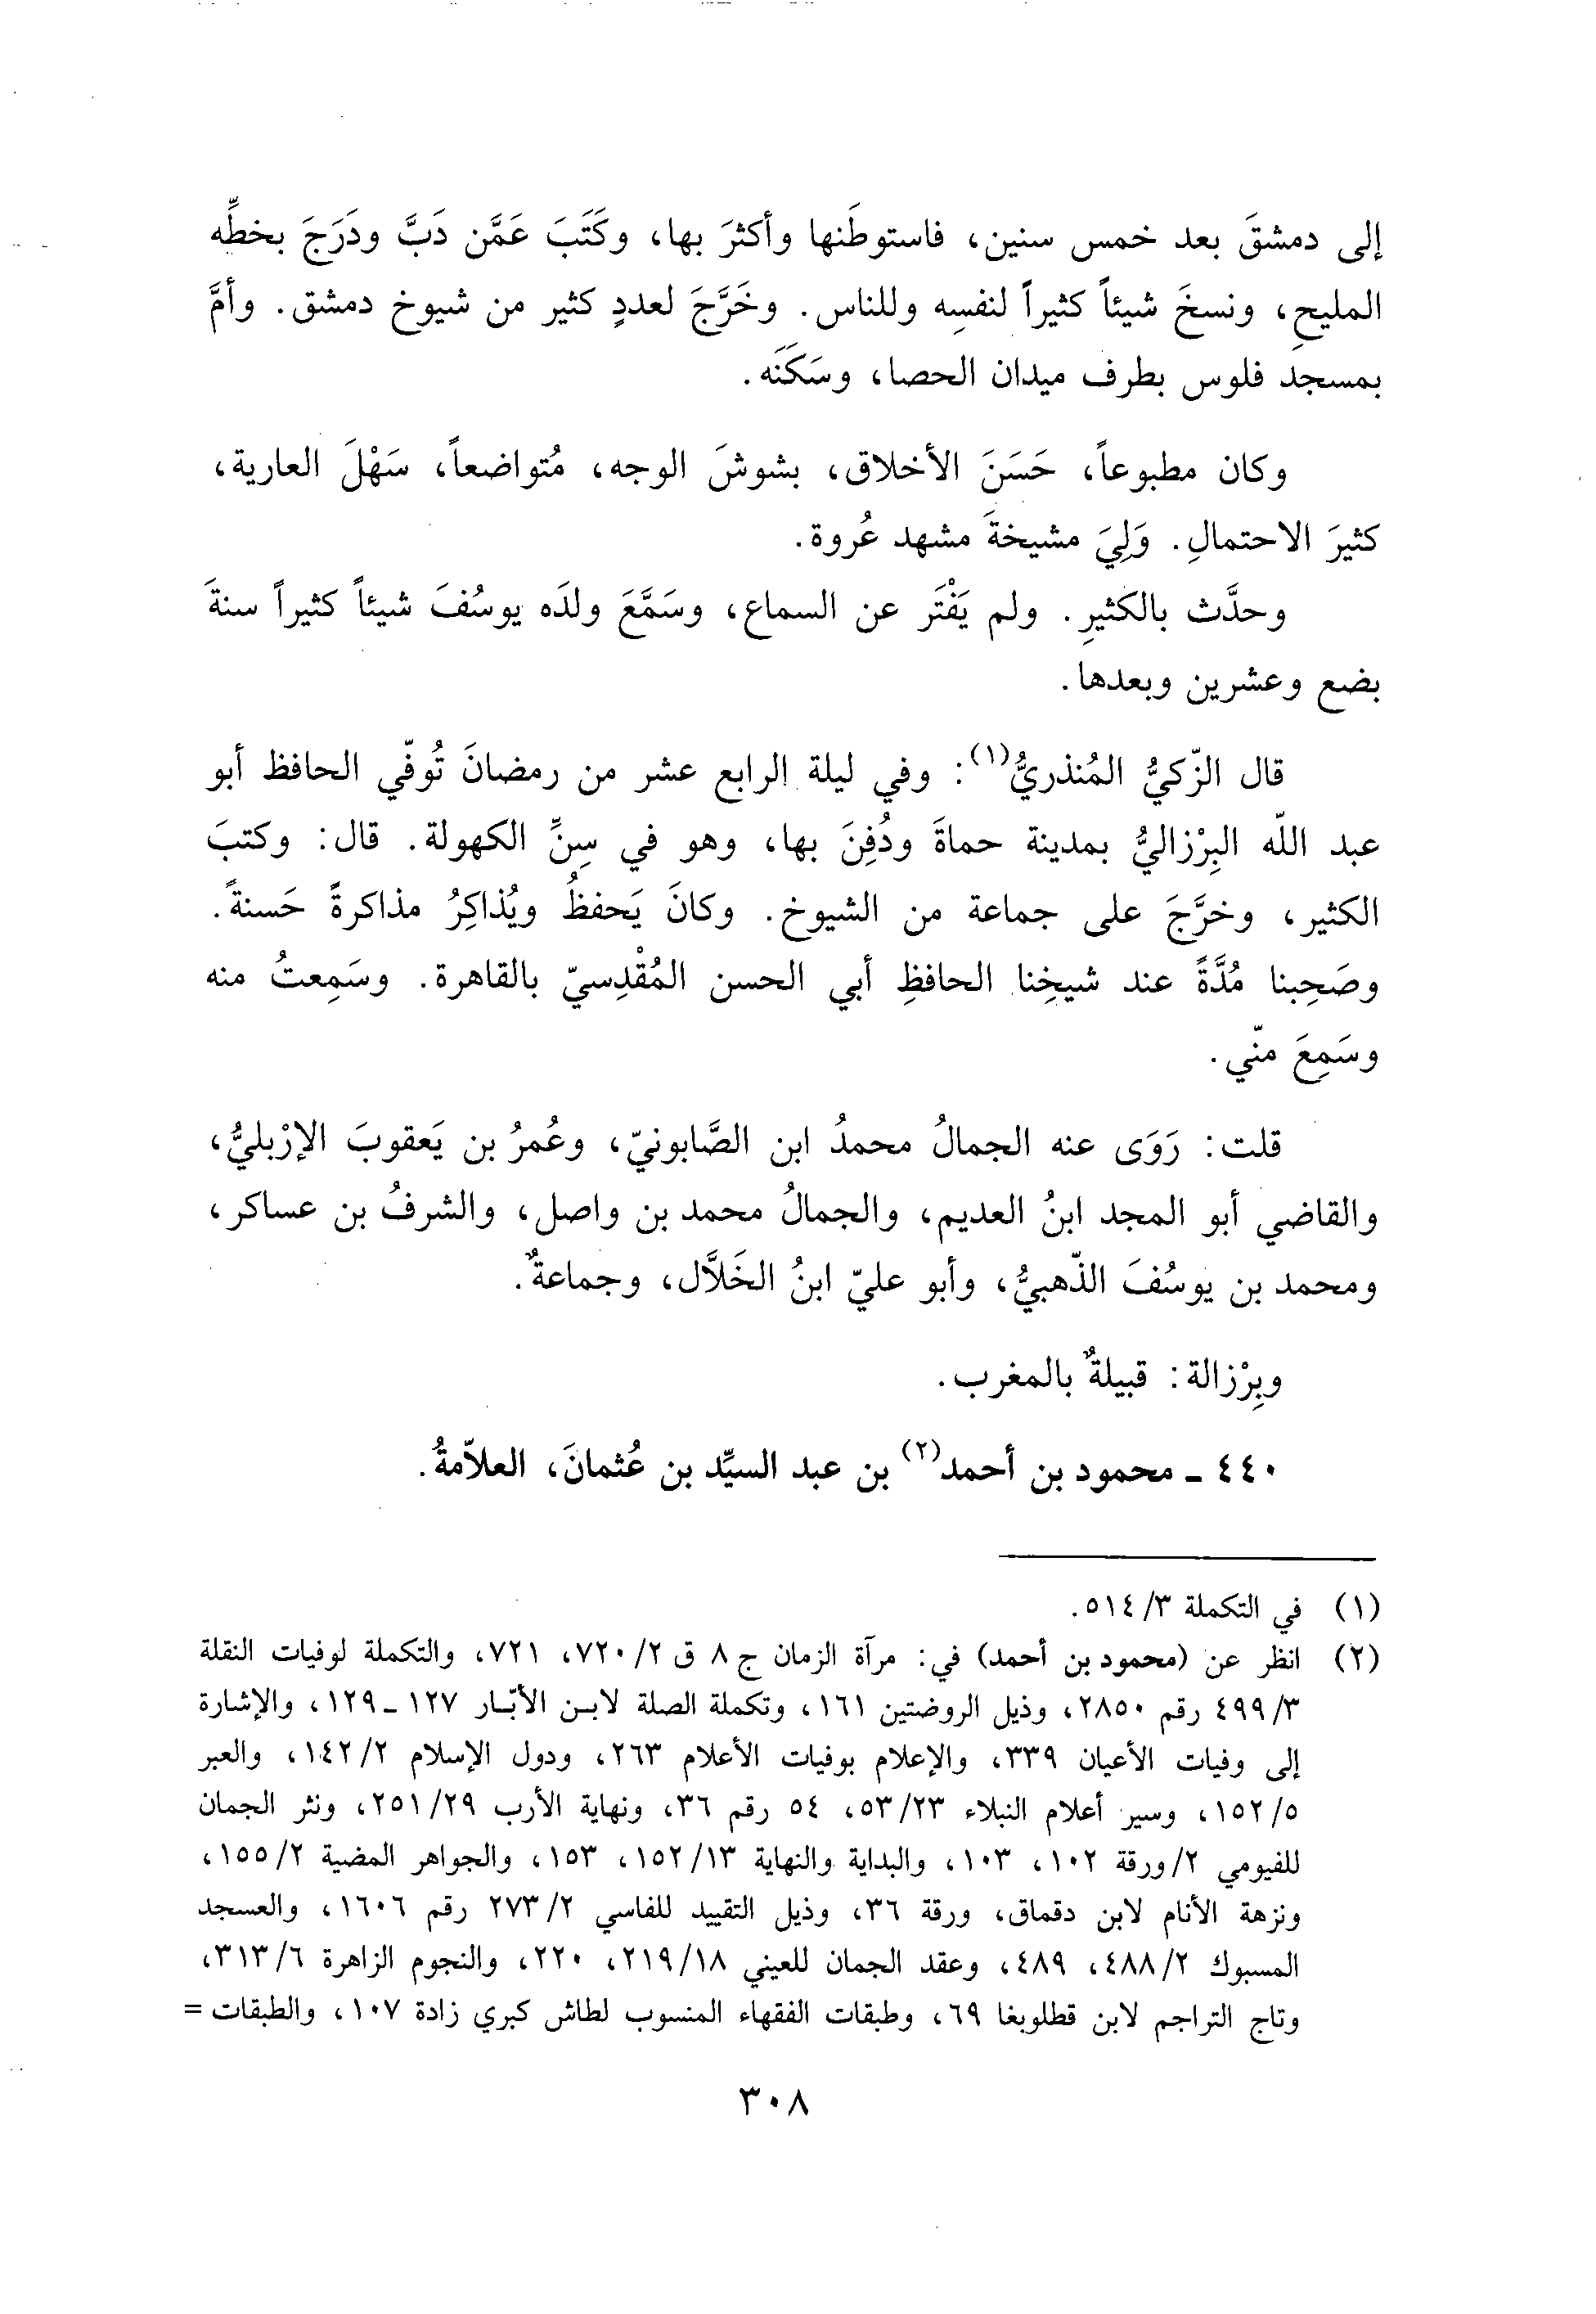 إلى دمشقَ بعد خمس سنين، فاستوطَنها وأكثرَ بها، وكَتَبَ عَمَّن دَبَّ ودَرَجَ بخطِّه
المليحِ، ونسخَ شيئاً كثيراً لنفسِه وللناس. وخَرَّجَ لعددٍ كثير من شيوخ دمشق. وأمَّ
بمسجد فلوس بطرف ميدان الحصا، وسَكَنَه.
وكان مطبوعاً، حَسَنَ الأخلاق، بشوشَ الوجه، مُتواضعاً، سَهْلَ العارية،
كثيرَ الاحتمالِ. وَلِيَ مشيخةَ مشهد عُروة.
وحدَّث بالكثيرِ. ولم يَفْتَر عن السماع، وسَمَّعَ ولدَه يوسُفَ شيئاً كثيراً سنةَ
بضع وعشرين وبعدها.
قال الزّكيُّ المُنذريُّ(١): وفي ليلة الرابع عشر من رمضانَ تُوفّي الحافظ أبو
عبد اللّه البِرْزاليُّ بمدينة حماةَ ودُفِنَ بها، وهو في سِنِّ الكهولة. قال: وكتبَ
الكثير، وخرَّجَ على جماعة من الشيوخ. وكانَ يَحفظُ ويُذاكِرُ مذاكرةً حَسنةً.
وصَحِبنا مُدَّةً عند شيخِنا الحافظِ أبي الحسن المُقْدِسيّ بالقاهرة. وسَمِعتُ منه
وسَمِعَ منّي.
قلت: رَوَى عنه الجمالُ محمدُ ابن الصَّابونيّ، وعُمرُ بن يَعقوبَ الإرْبليُّ،
والقاضي أبو المجد ابنُ العديم، والجمالُ محمد بن واصل، والشرفُ بن عساكر،
ومحمد بن يوسُفَ الذّهبيُّ، وأبو عليّ ابنُ الخَلَّال، وجماعةٌ.
وبِرْزالة: قبيلةٌ بالمغرب.
٤٤٠ ـ محمود بن أحمد(٢) بن عبد السيِّد بن عُثمانَ، العلاّمةُ.
(١) في التكملة ٣/ ٥١٤.
(٢) انظر عن (محمود بن أحمد) في: مرآة الزمان ج ٨ ق ٢/ ٧٢٠، ٧٢١، والتكملة لوفيات النقلة
٣/ ٤٩٩ رقم ٢٨٥٠، وذيل الروضتين ١٦١، وتكملة الصلة لابن الأبّار ١٢٧ ـ ١٢٩، والإشارة
إلى وفيات الأعيان ٣٣٩، والإعلام بوفيات الأعلام ٢٦٣، ودول الإسلام ٢/ ١٤٢، والعبر
٥/ ١٥٢، وسير أعلام النبلاء ٢٣/ ٥٣، ٥٤ رقم ٣٦، ونهاية الأرب ٢٩/ ٢٥١، ونثر الجمان
للفيومي ٢/ ورقة ١٠٢، ١٠٣، والبداية والنهاية ١٣/ ١٥٢، ١٥٣، والجواهر المضية ٢/ ١٥٥،
ونزهة الأنام لابن دقماق، ورقة ٣٦، وذيل التقييد للفاسي ٢/ ٢٧٣ رقم ١٦٠٦، والعسجد
المسبوك ٢/ ٤٨٨، ٤٨٩، وعقد الجمان للعيني ١٨/ ٢١٩، ٢٢٠، والنجوم الزاهرة ٦/ ٣١٣،
وتاج التراجم لابن قطلوبغا ٦٩، وطبقات الفقهاء المنسوب لطاش كبري زادة ١٠٧، والطبقات =
٣٠٨